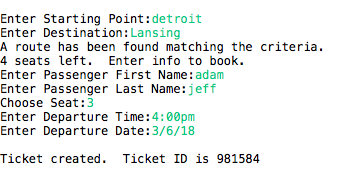 Enter Starting Point:detroit
Enter Destination:Lansing
A route has been found matching the criteria.
4 seats left.  Enter info to book.
Enter Passenger First Name:adam
Enter Passenger Last Name:jeff
Choose Seat:3
Enter Departure Time:4:00pm
Enter Departure Date:3/6/18
Ticket created.  Ticket ID is 981584